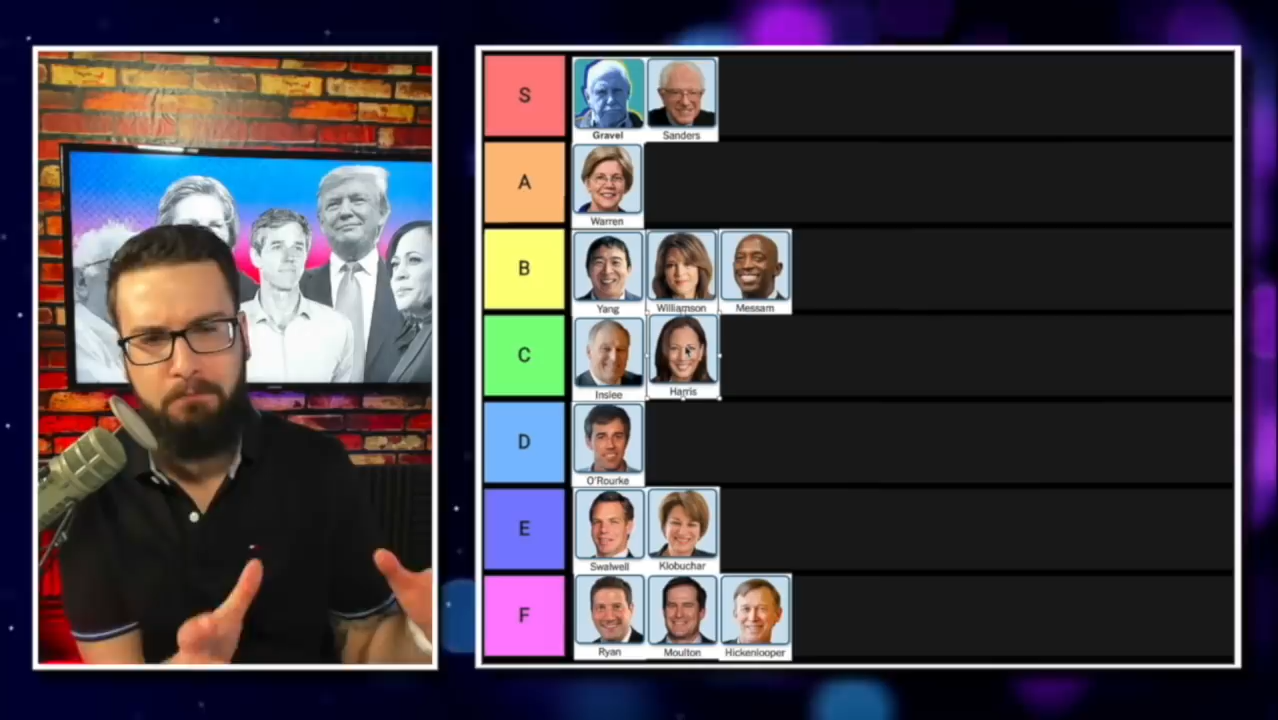 S
Gravel Sanders
A
Warren
B
Yang Williamson Messam
C
Inslee Harris
D
O'Rourke
E
Swalwell Klobuchar
F
Ryan Moulton Hickenlooper